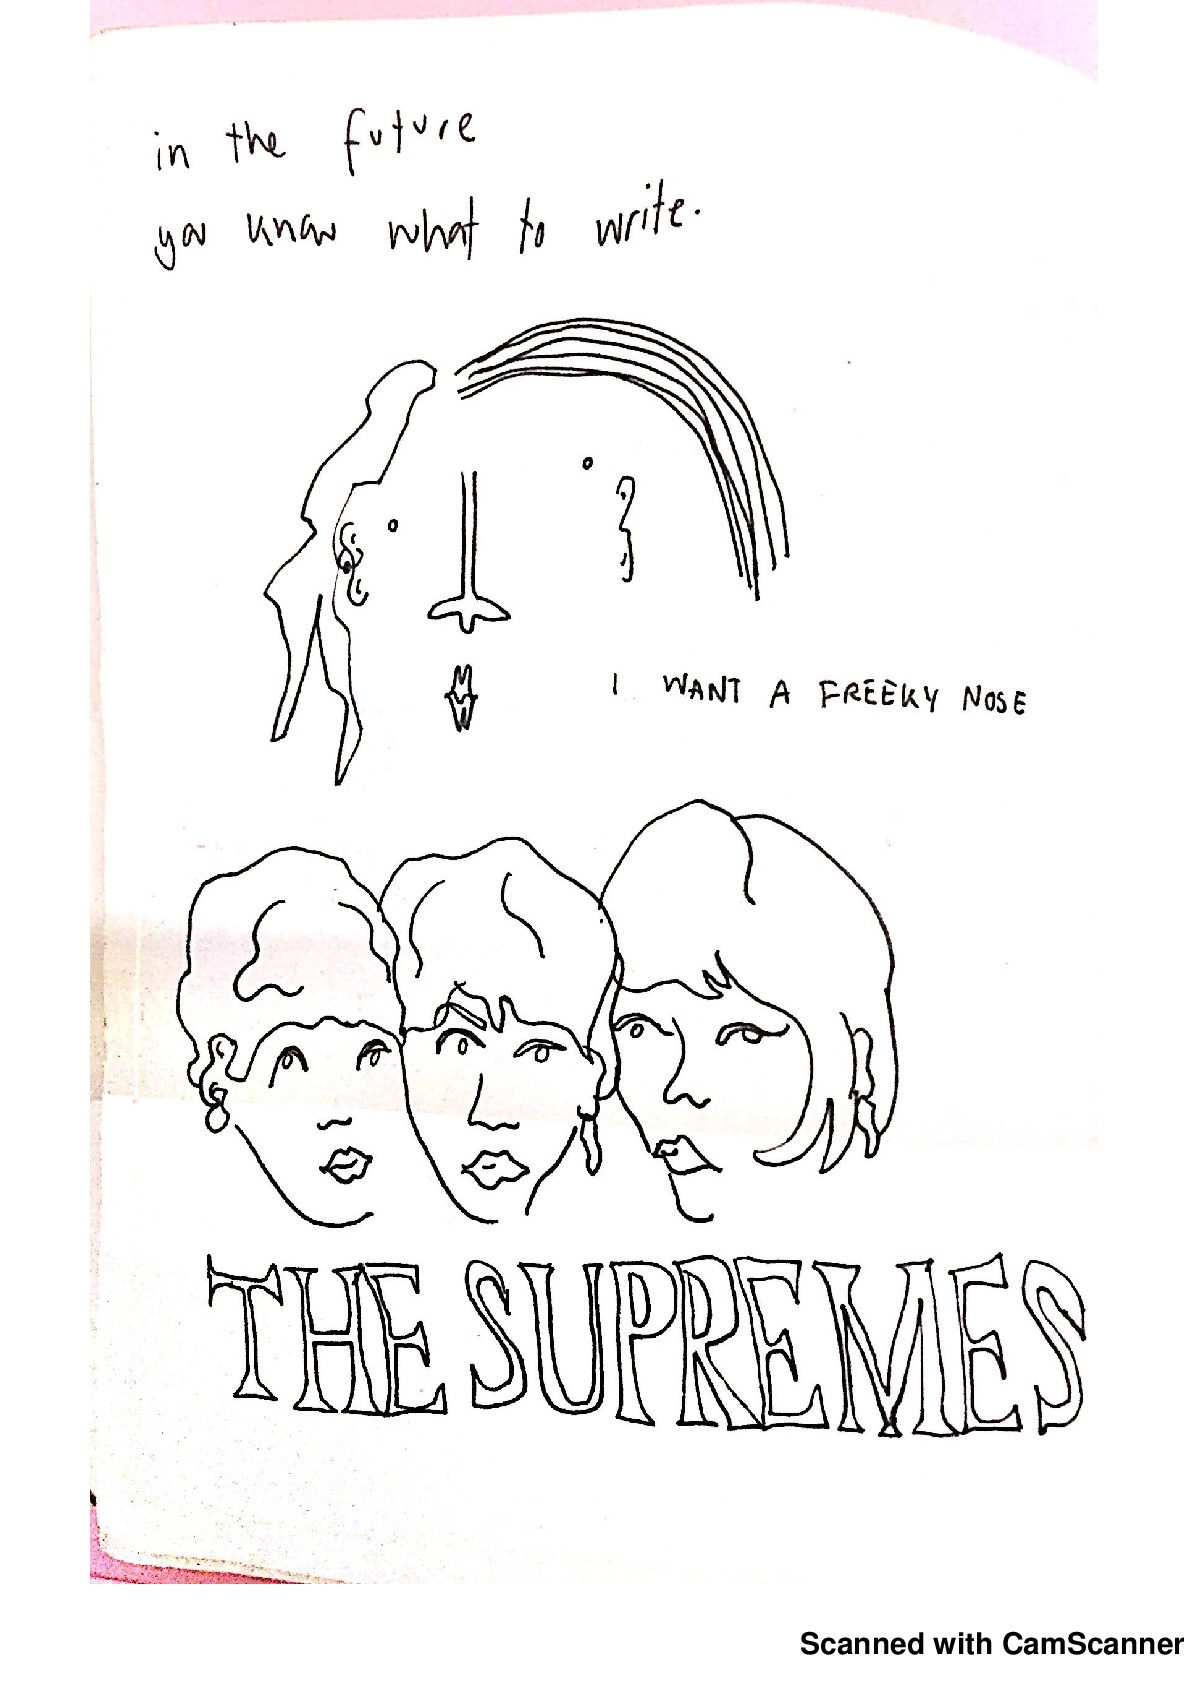 in the future
you know what to write.
I WANT A FREEKY NOSE
THE SUPREMES
Scanned with CamScanner